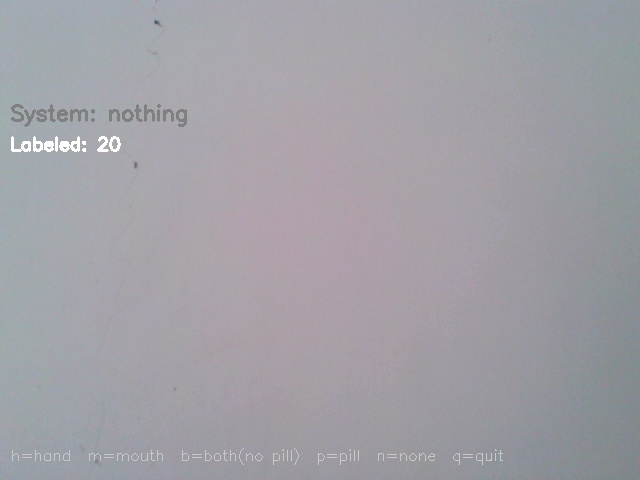 System: nothing
Labeled: 20
h=hand m=mouth b=both(no pill) p=pill n=none q=quit